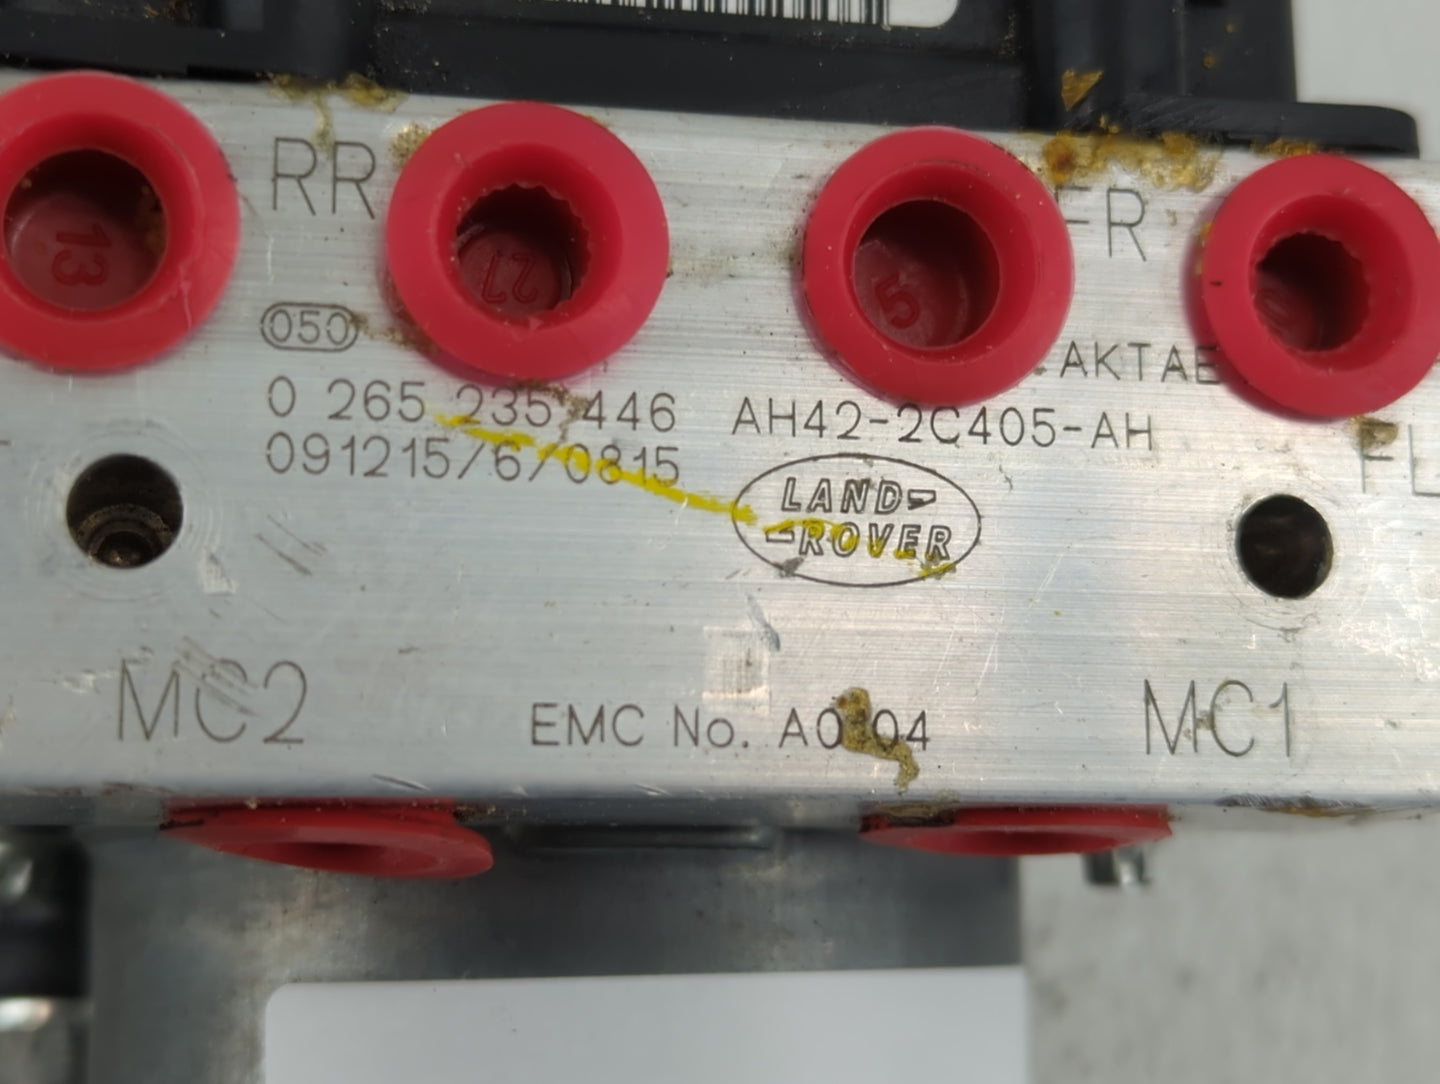 RR
FR
13
27
5
050
AKTAE
0 265 235 446 AH42-2C405-AH
091215/6/0815
FL
LAND
ROVER
MC2
EMC No. A0104
MC1